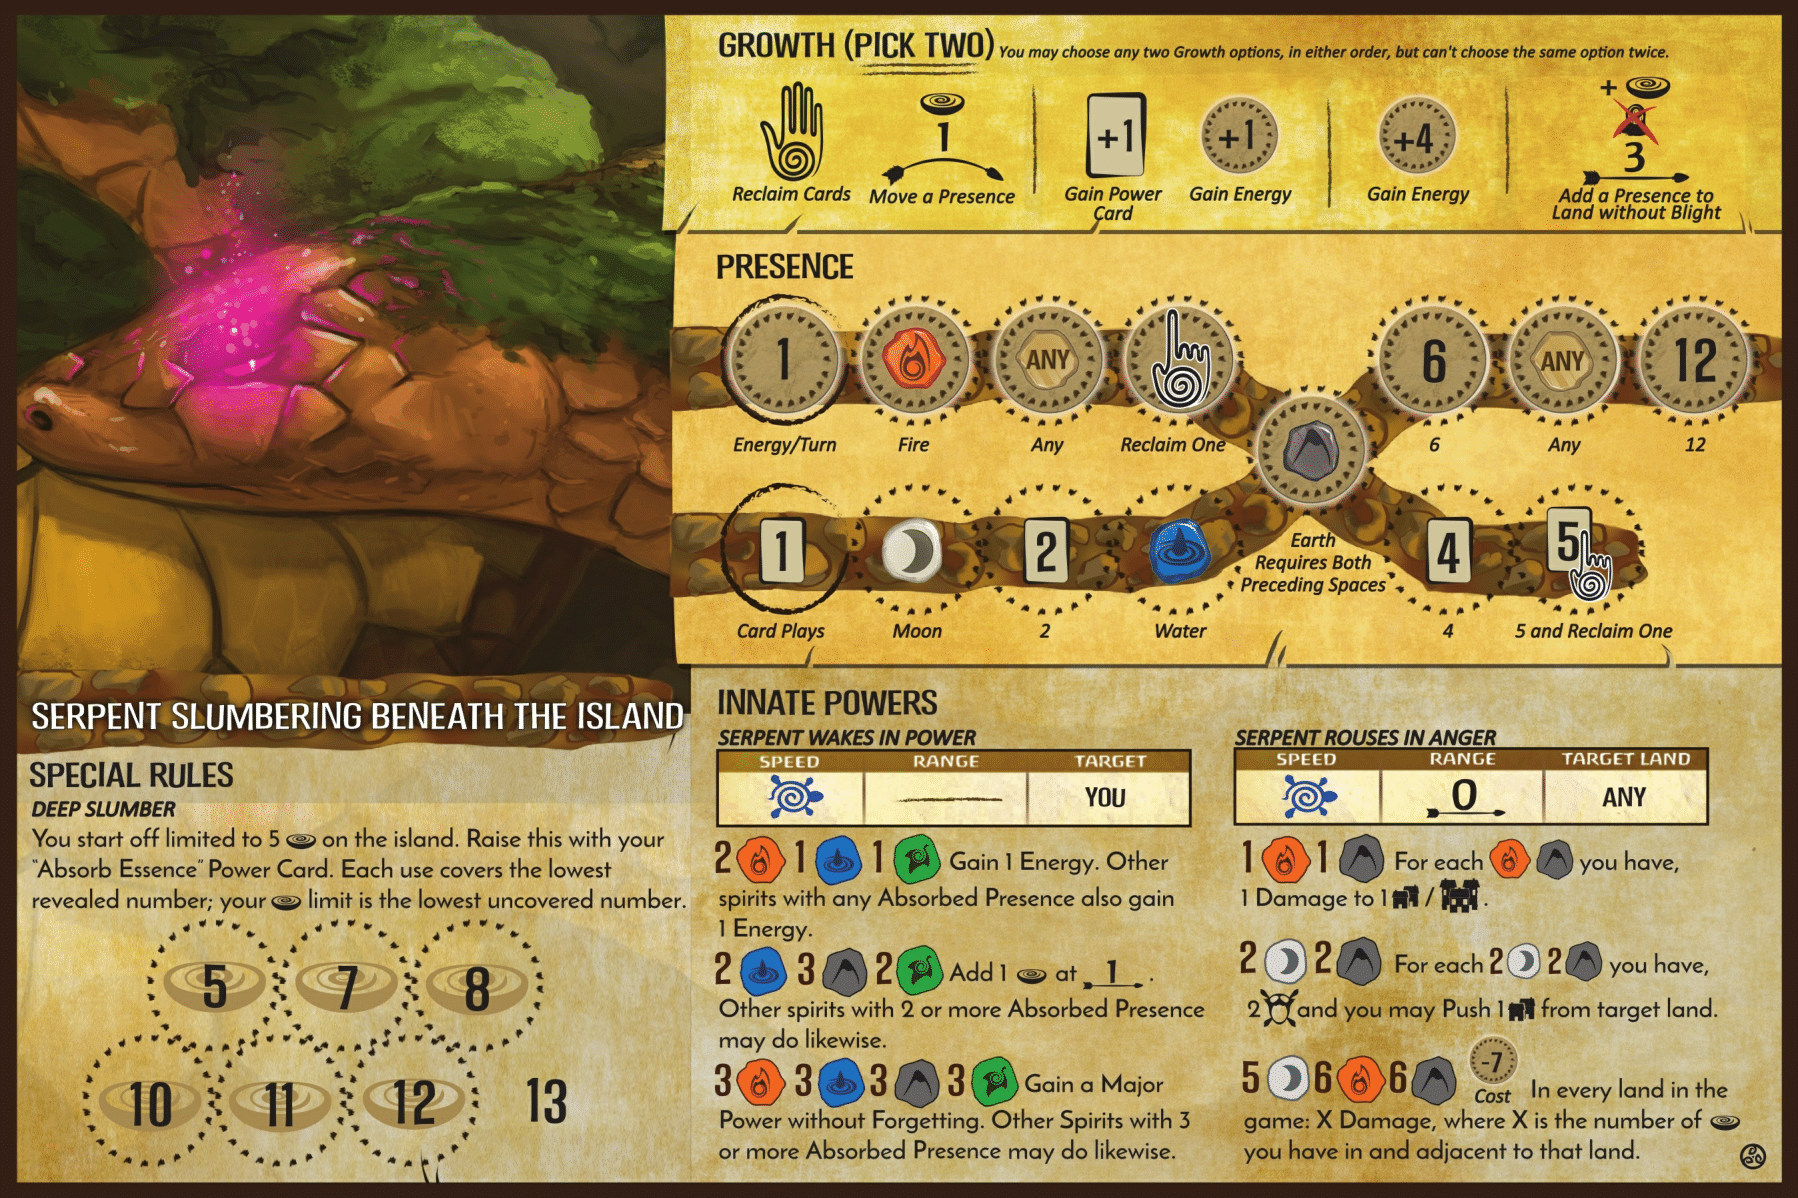 GROWTH (PICK TWO) You may choose any two Growth options, in either order, but can't choose the same option twice.
1
+1
+1
+4
+
3
Reclaim Cards
Move a Presence
Gain Power
Card
Gain Energy
Gain Energy
Add a Presence to
Land without Blight
PRESENCE
1
ANY
6
ANY
12
Energy/Turn
Fire
Any
Reclaim One
6
Any
12
1
2
4
5
Earth
Requires Both
Preceding Spaces
Card Plays
Moon
2
Water
4
5 and Reclaim One
SERPENT SLUMBERING BENEATH THE ISLAND
SPECIAL RULES
DEEP SLUMBER
You start off limited to 5 on the island. Raise this with your
"Absorb Essence" Power Card. Each use covers the lowest
revealed number; your limit is the lowest uncovered number.
5 7 8
10 11 12 13
INNATE POWERS
SERPENT WAKES IN POWER
SPEED RANGE TARGET
YOU
2 1 1 Gain 1 Energy. Other
spirits with any Absorbed Presence also gain
1 Energy.
2 3 2 Add 1 at 1 .
Other spirits with 2 or more Absorbed Presence
may do likewise.
3 3 3 3 Gain a Major
Power without Forgetting. Other Spirits with 3
or more Absorbed Presence may do likewise.
SERPENT ROUSES IN ANGER
SPEED RANGE TARGET LAND
0 ANY
1 1 For each you have,
1 Damage to 1 / .
2 2 For each 2 2 you have,
2 and you may Push 1 from target land.
5 6 6 -7
Cost In every land in the
game: X Damage, where X is the number of
you have in and adjacent to that land.